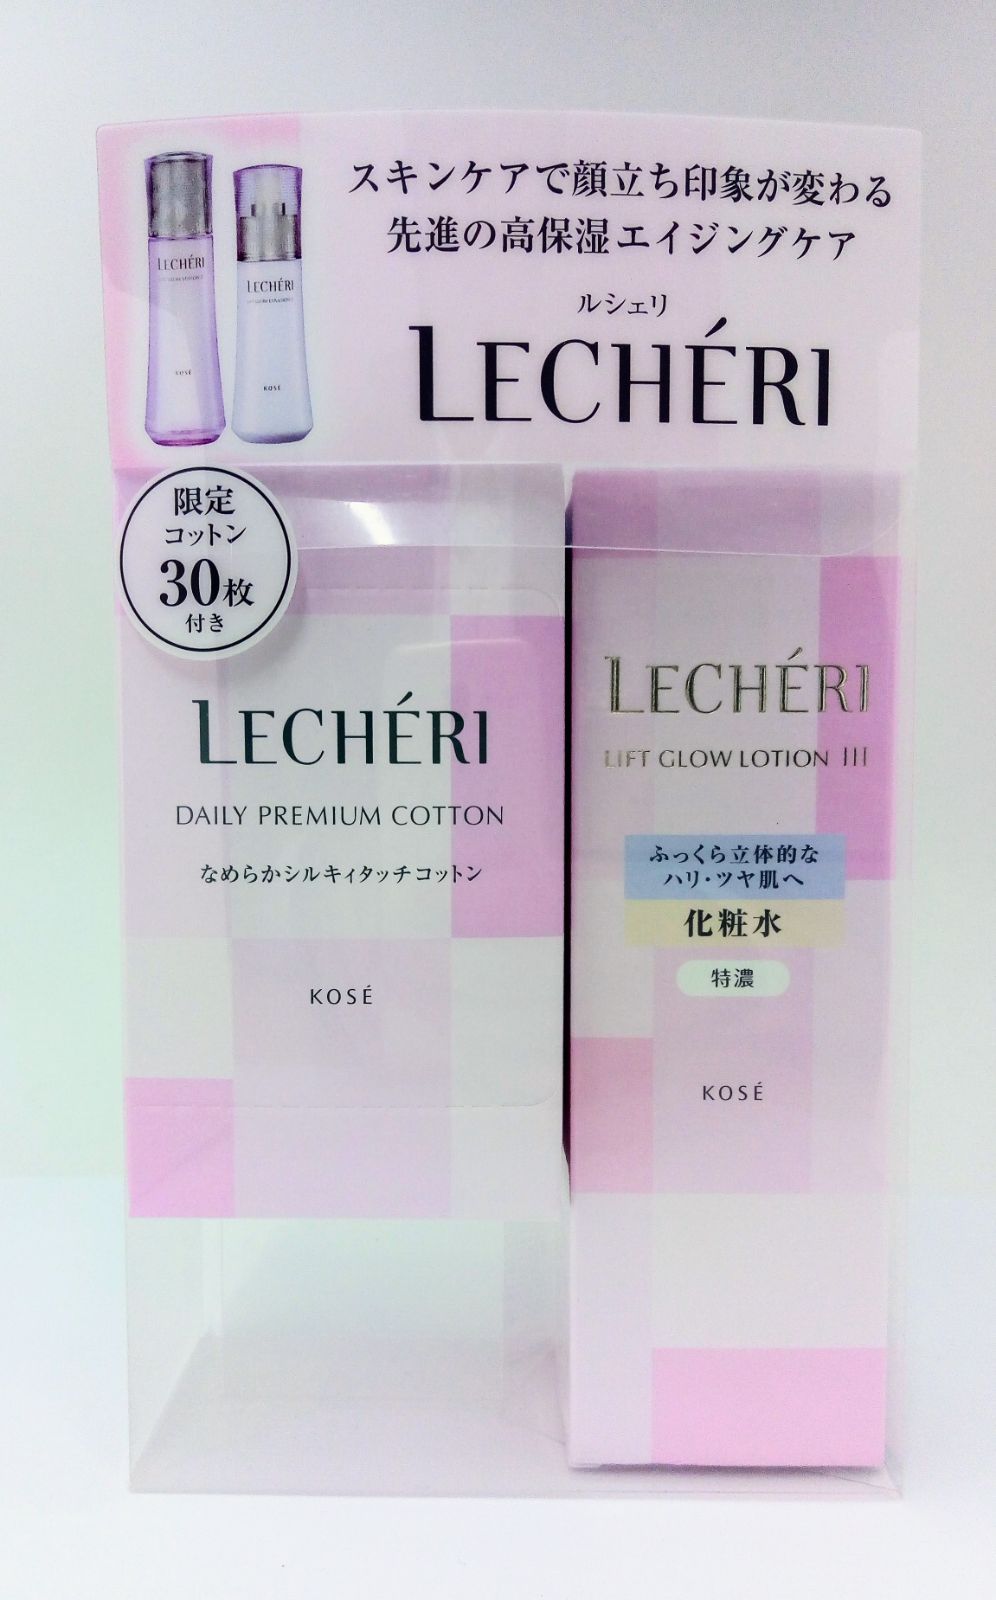 スキンケアで顔立ち印象が変わる
先進の高保湿エイジングケア
ルシェリ
LECHÉRI
LECHÉRI
KOSÉ
LECHÉRI
KOSÉ
限定
コットン
30枚
付き
LECHÉRI
DAILY PREMIUM COTTON
なめらかシルキィタッチコットン
KOSÉ
LECHÉRI
LIFT GLOW LOTION III
ふっくら立体的な
ハリ・ツヤ肌へ
化粧水
特濃
KOSÉ